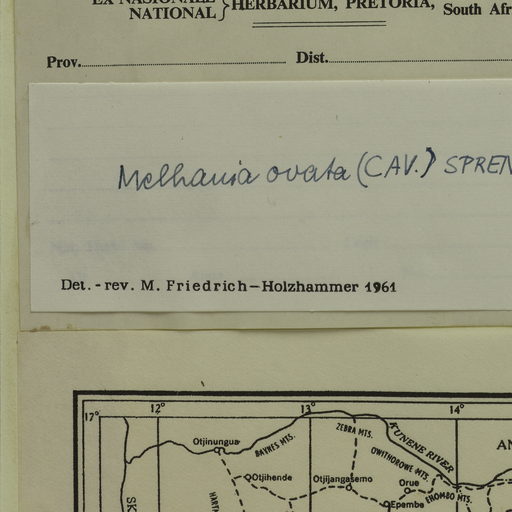 NATIONAL } HERBARIUM, PRETORIA, South Afri
Prov. Dist.
Melhania ovata (CAV.) SPREN
Det. - rev. M. Friedrich-Holzhammer 1961
12° 13° 14°
17°
Otjinungua
BAYNES MTS.
ZEBRA MTS.
KUNENE RIVER
OWITHOROWE MTS.
Otjihende
Otjijangasemo
Orue
EHOMBO MTS.
Epembe